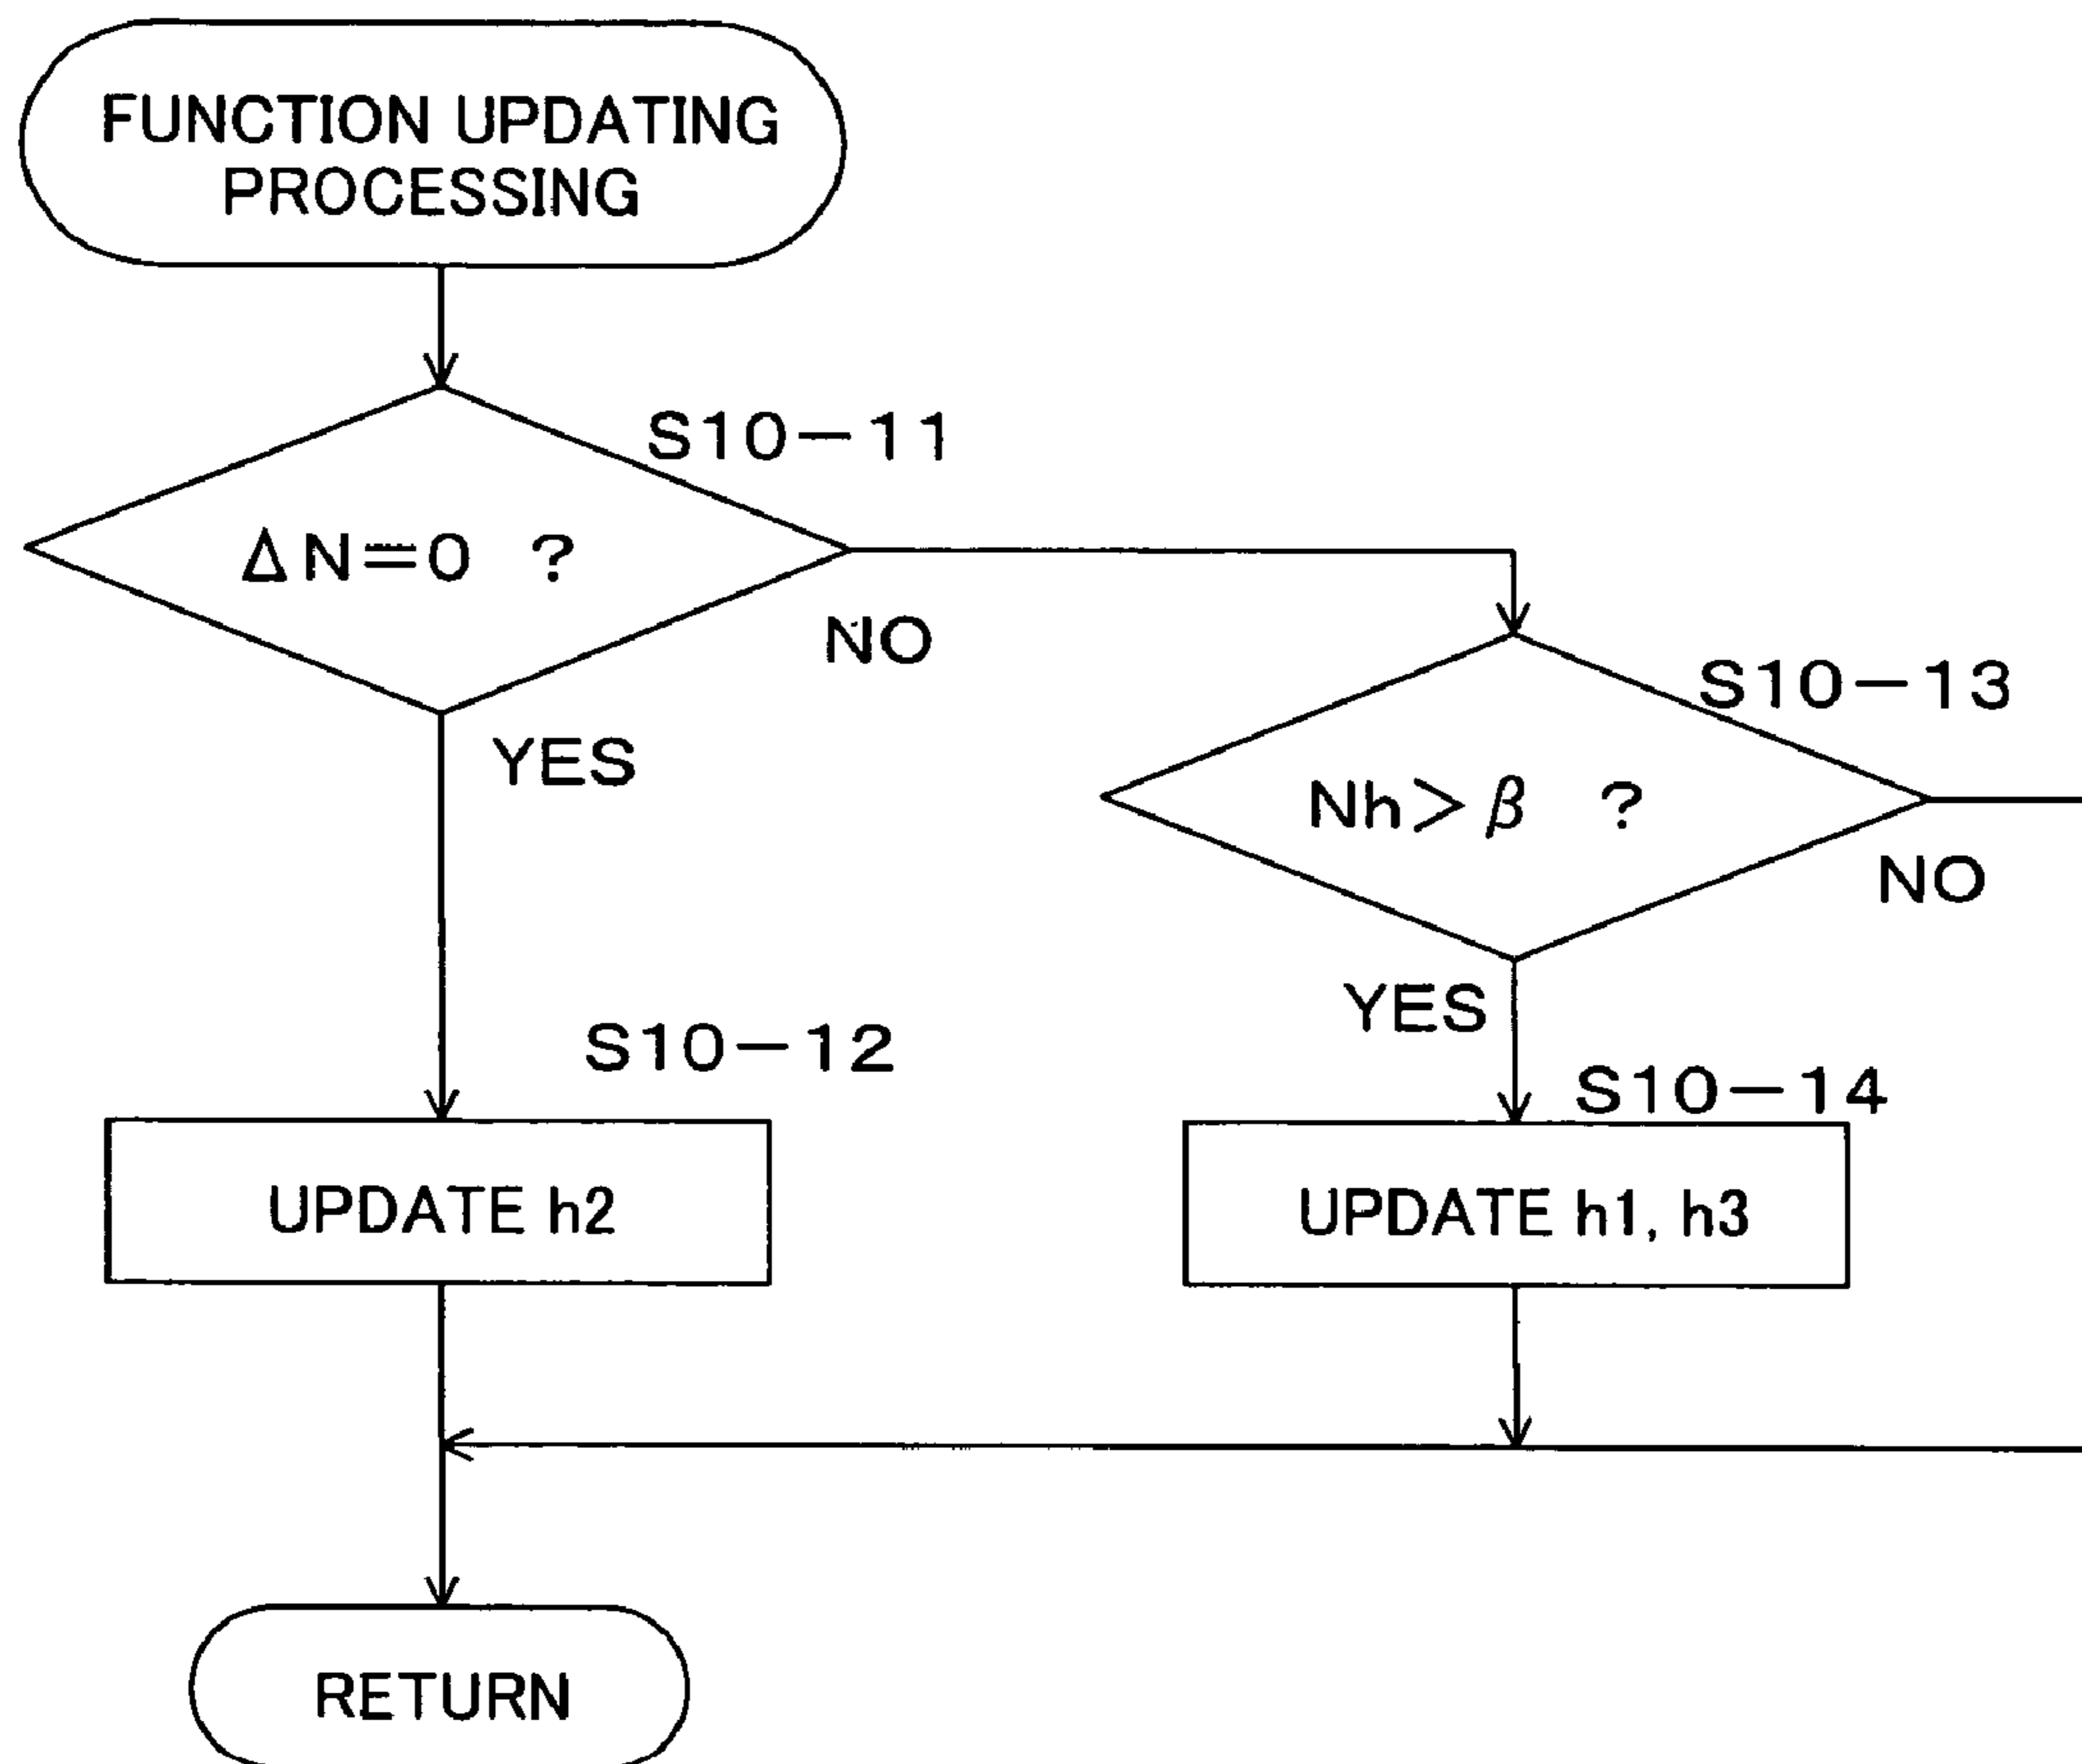 FUNCTION UPDATING
PROCESSING
S10-11
ΔN=0 ?
NO
YES
S10-13
Nh>β ?
NO
YES
S10-12
S10-14
UPDATE h2
UPDATE h1, h3
RETURN